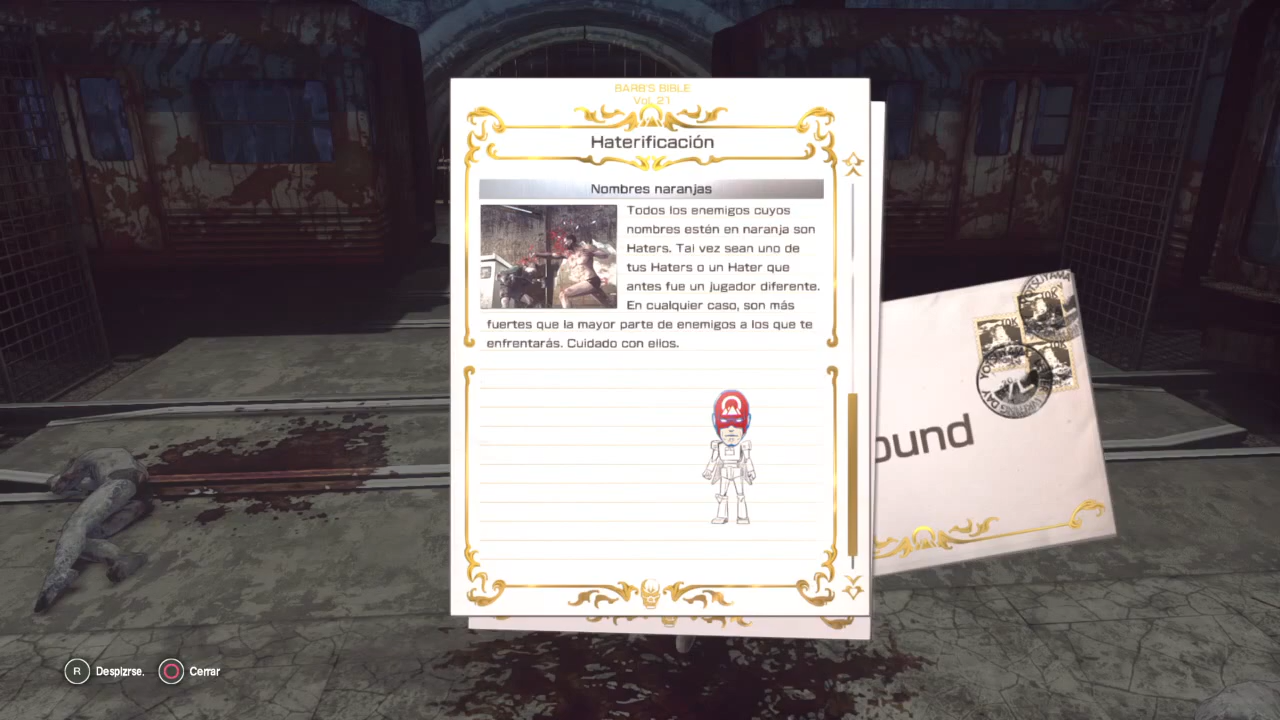 BARB'S BIBLE
Vol. 21
Haterificación
Nombres naranjas
Todos los enemigos cuyos
nombres estén en naranja son
Haters. Tal vez sean uno de
tus Haters o un Hater que
antes fue un jugador diferente.
En cualquier caso, son más
fuertes que la mayor parte de enemigos a los que te
enfrentarás. Cuidado con ellos.
ound
R Desplzrse.
Cerrar